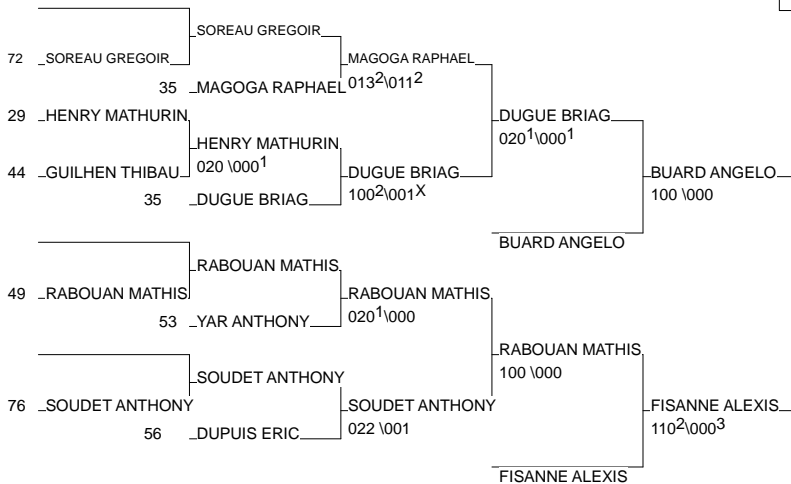 SOREAU GREGOIR
72 SOREAU GREGOIR MAGOGA RAPHAEL
35 MAGOGA RAPHAEL 013²\011²
29 HENRY MATHURIN DUGUE BRIAG
HENRY MATHURIN 020¹\000¹
020 \000¹
44 GUILHEN THIBAU DUGUE BRIAG BUARD ANGELO
35 DUGUE BRIAG 100²\001X 100 \000
BUARD ANGELO
RABOUAN MATHIS
49 RABOUAN MATHIS RABOUAN MATHIS
53 YAR ANTHONY 020¹\000
RABOUAN MATHIS
SOUDET ANTHONY 100 \000
76 SOUDET ANTHONY SOUDET ANTHONY FISANNE ALEXIS
56 DUPUIS ERIC 022 \001 110²\000³
FISANNE ALEXIS